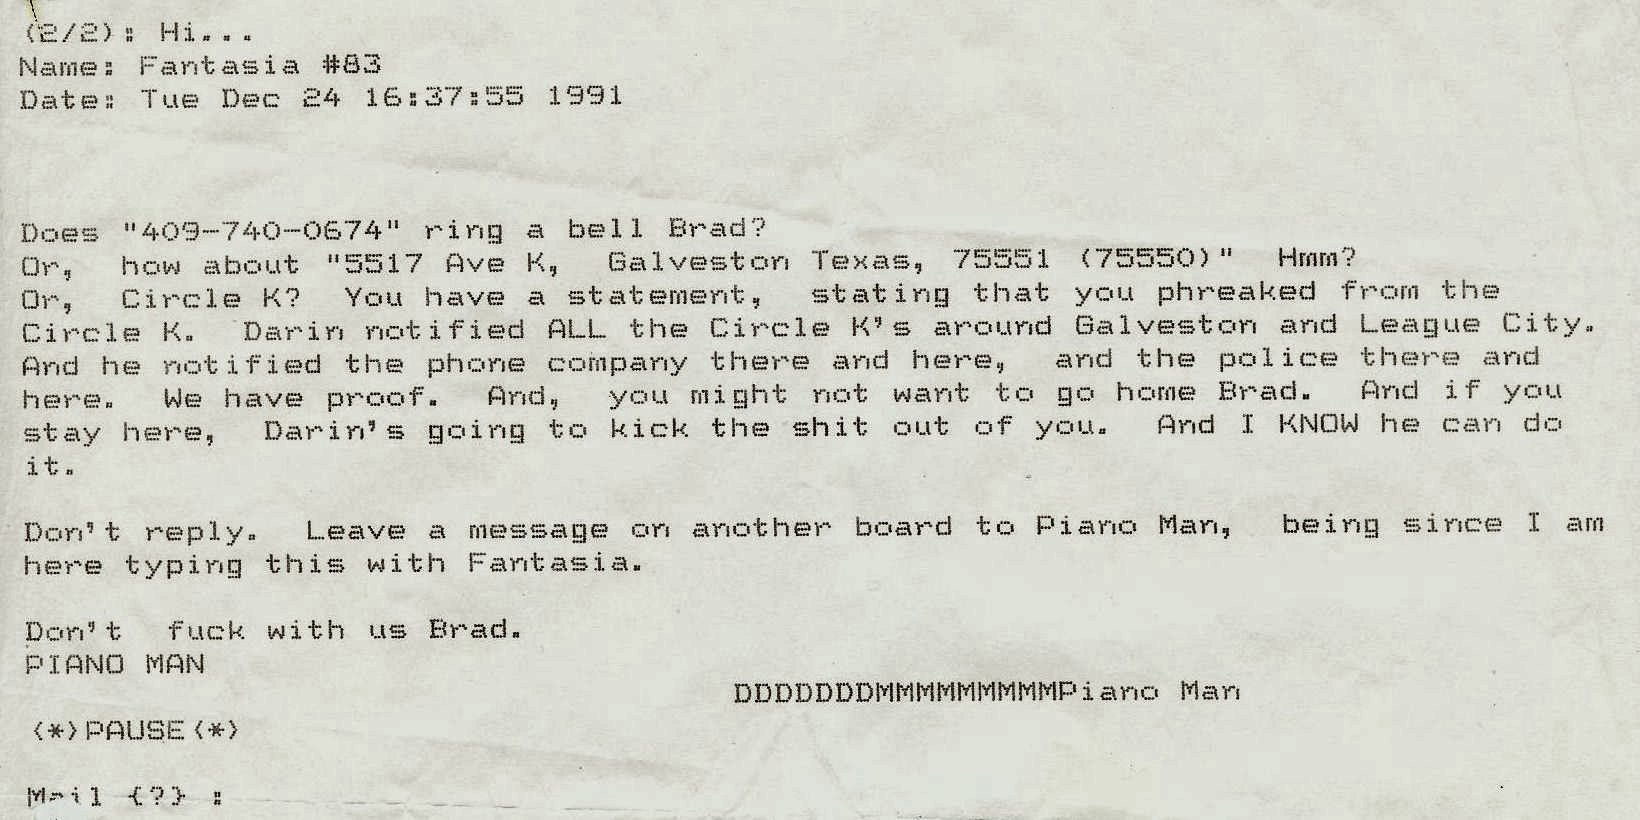 (2/2): Hi...
Name: Fantasia #83
Date: Tue Dec 24 16:37:55 1991
Does "409-740-0674" ring a bell Brad?
Or,  how about "5517 Ave K,  Galveston Texas, 75551 (75550)"  Hmm?
Or,  Circle K?  You have a statement,  stating that you phreaked from the
Circle K.  Darin notified ALL the Circle K's around Galveston and League City.
And he notified the phone company there and here,  and the police there and
here.  We have proof.  And,  you might not want to go home Brad.  And if you
stay here,  Darin's going to kick the shit out of you.  And I KNOW he can do
it.
Don't reply.  Leave a message on another board to Piano Man,  being since I am
here typing this with Fantasia.
Don't  fuck with us Brad.
PIANO MAN
DDDDDDDMMMMMMMMMPiano Man
(*)PAUSE(*)
Mail {?} :